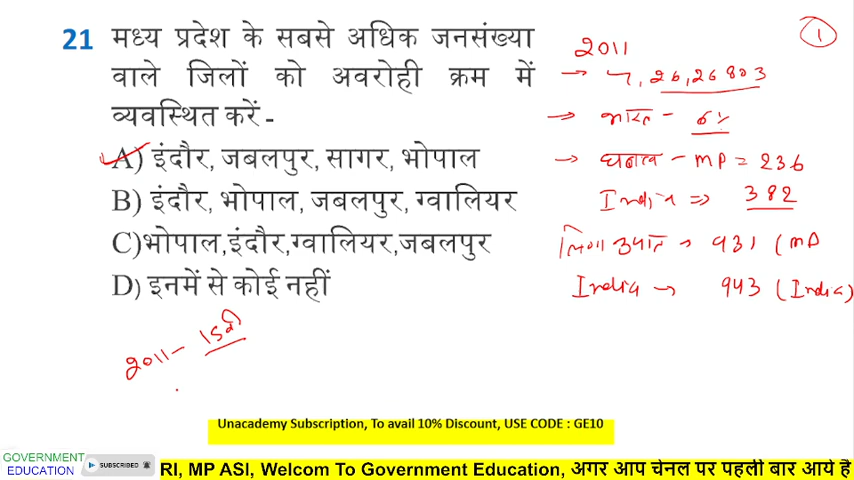 21 मध्य प्रदेश के सबसे अधिक जनसंख्या
वाले जिलों को अवरोही क्रम में
व्यवस्थित करें-
A) इंदौर, जबलपुर, सागर, भोपाल
B) इंदौर, भोपाल, जबलपुर, ग्वालियर
C)भोपाल,इंदौर,ग्वालियर,जबलपुर
D) इनमें से कोई नहीं
2011 - 15वी
1
2011
→ 7,26,26803
→ भारत - 6%
→ घनत्व - MP = 236
India ⇒ 382
लिंगानुपात → 931 (MP
India → 943 (India)
Unacademy Subscription, To avail 10% Discount, USE CODE : GE10
GOVERNMENT
EDUCATION
SUBSCRIBED
RI, MP ASI, Welcom To Government Education, अगर आप चेनल पर पहली बार आये है